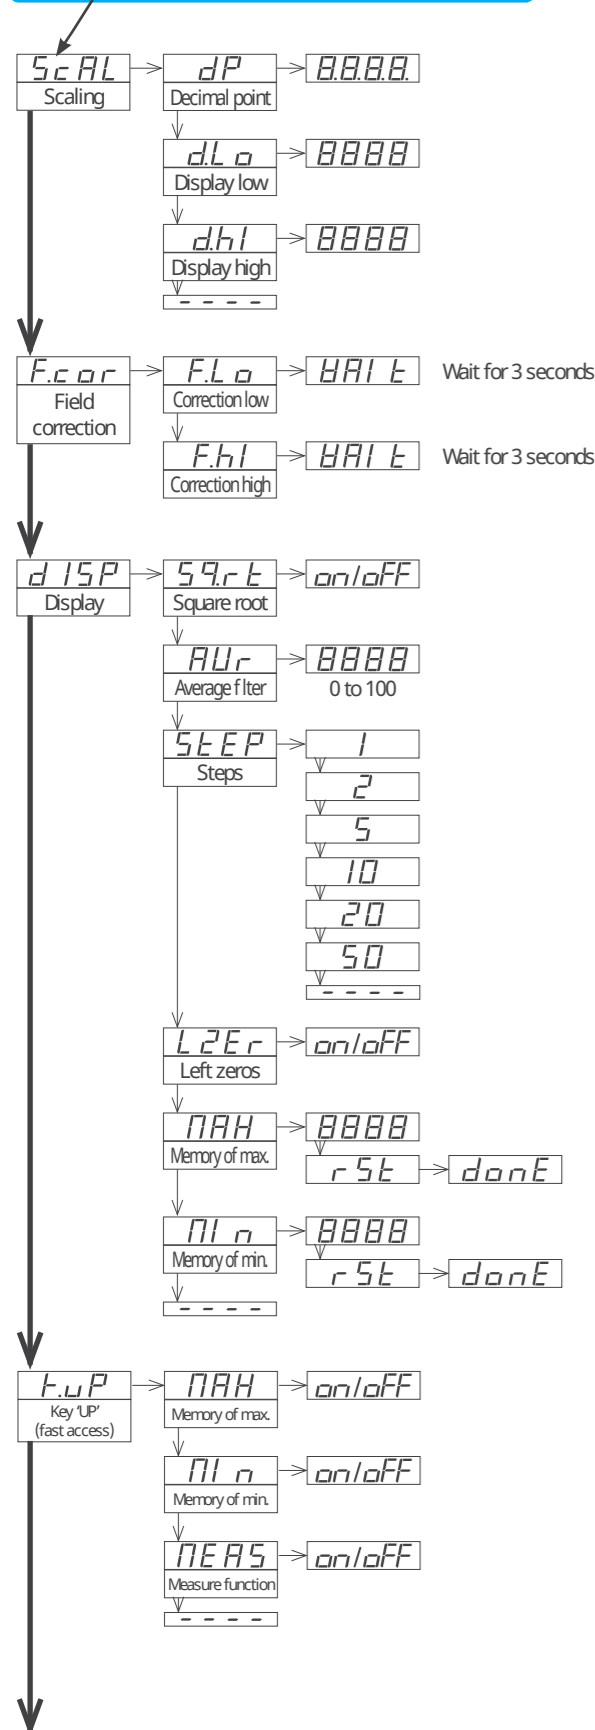 ScAL dP 8.8.8.8.
Scaling Decimal point
d.Lo 8888
Display low
d.hI 8888
Display high
- - - -
F.cor F.Lo WAIt Wait for 3 seconds
Field Correction low
correction
F.hI WAIt Wait for 3 seconds
Correction high
dISP Sq.rt on/oFF
Display Square root
AVr 8888
Average f lter 0 to 100
StEP 1
Steps
2
5
10
20
50
- - - -
LZEr on/oFF
Left zeros
MAX 8888
Memory of max.
rSt donE
MIn 8888
Memory of min.
rSt donE
- - - -
k.uP MAX on/oFF
Key ‘UP’ Memory of max.
(fast access)
MIn on/oFF
Memory of min.
MEAS on/oFF
Measure function
- - - -